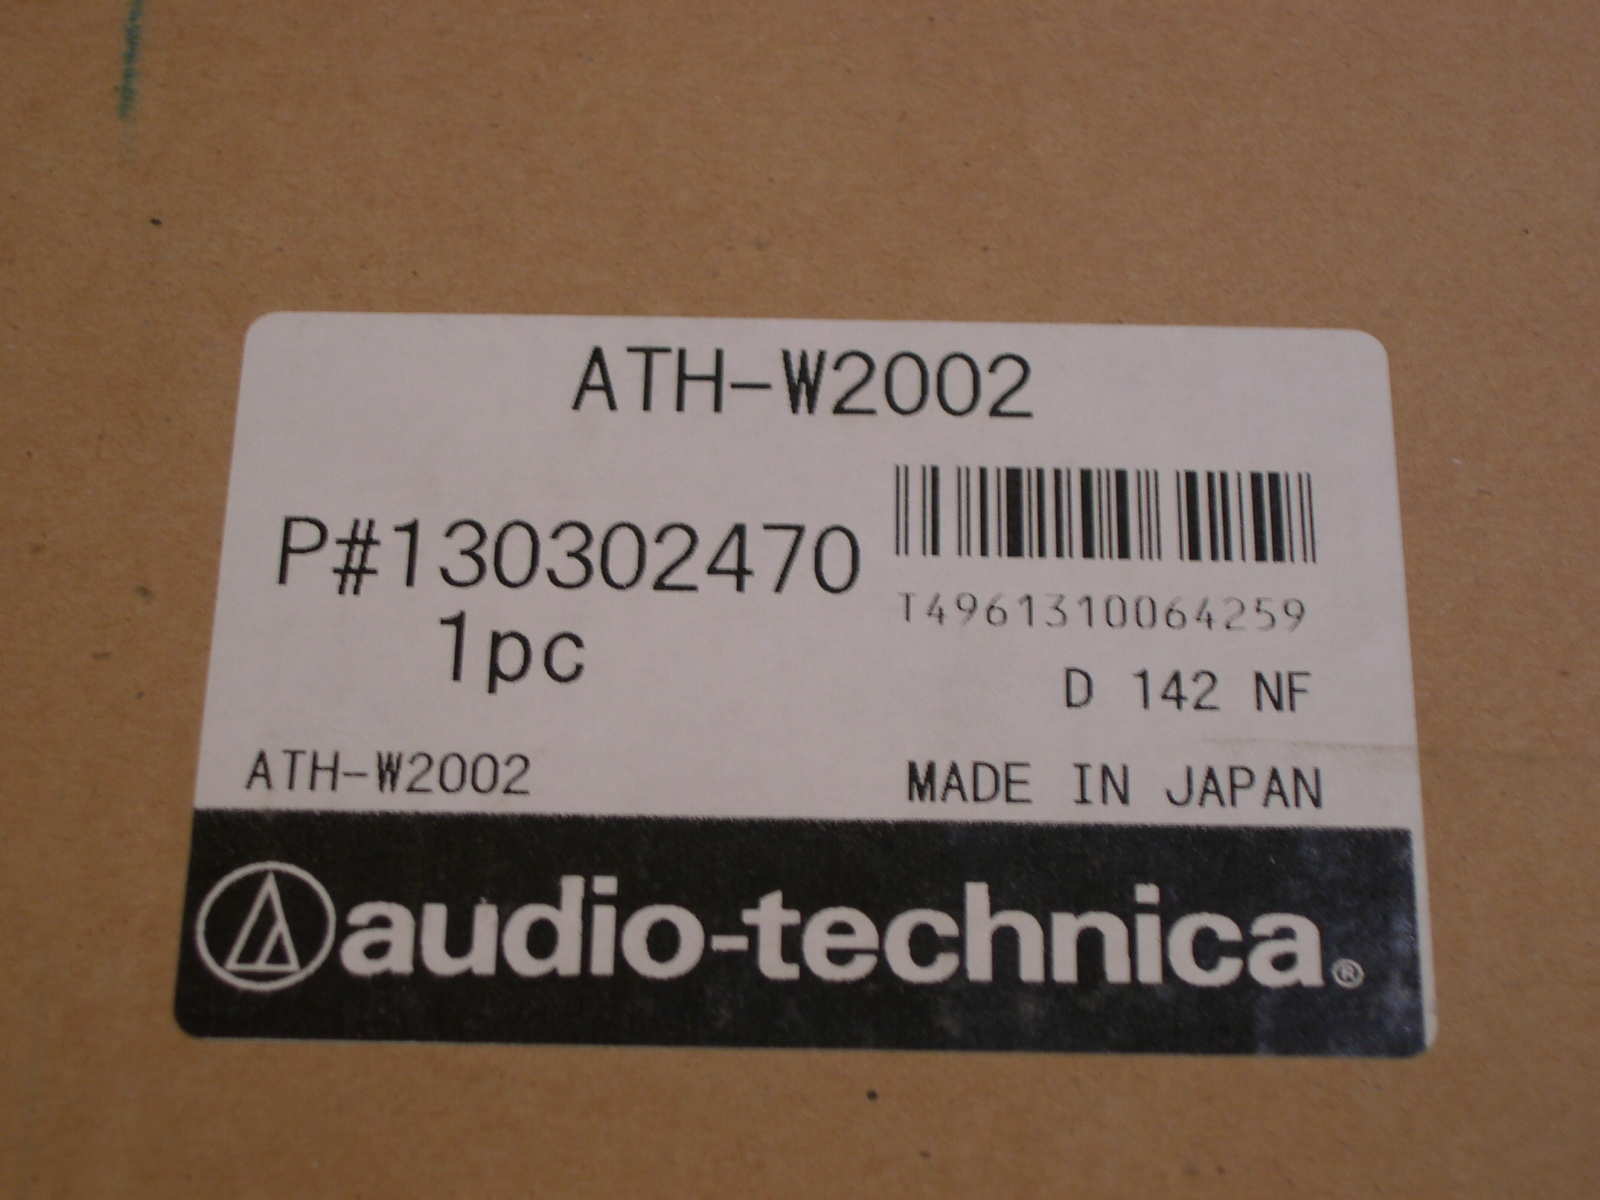 ATH-W2002
P#130302470
1pc
T4961310064259
D 142 NF
ATH-W2002
MADE IN JAPAN
audio-technica®